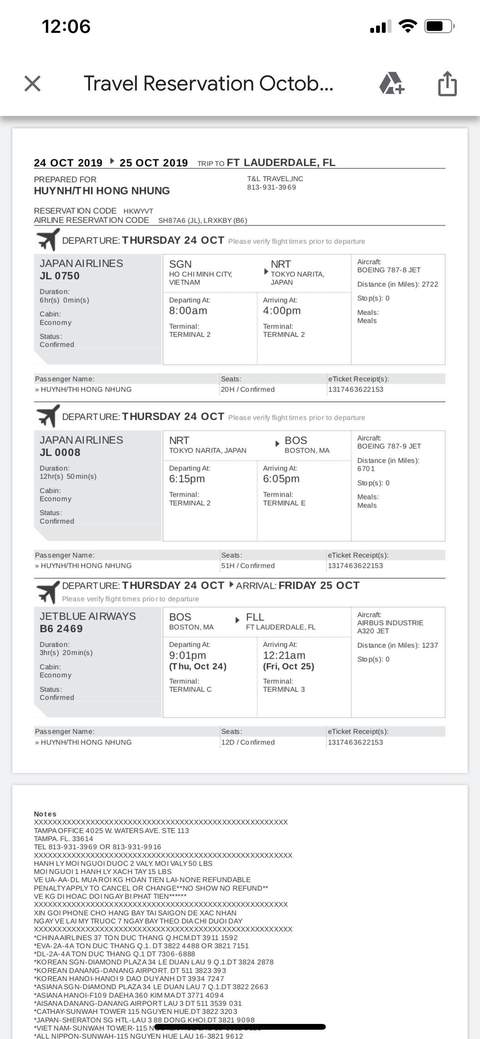 12:06
Travel Reservation Octob...
24 OCT 2019 25 OCT 2019 TRIP TO FT LAUDERDALE, FL
PREPARED FOR
HUYNH/THI HONG NHUNG
T&L TRAVEL,INC
813-931-3969
RESERVATION CODE HKWYVT
AIRLINE RESERVATION CODE SH87A6 (JL), LRXKBY (B6)
DEPARTURE: THURSDAY 24 OCT Please verify flight times prior to departure
JAPAN AIRLINES
JL 0750
Duration:
6hr(s) 0min(s)
Cabin:
Economy
Status:
Confirmed
SGN
HO CHI MINH CITY,
VIETNAM
NRT
TOKYO NARITA,
JAPAN
Departing At:
8:00am
Terminal:
TERMINAL 2
Arriving At:
4:00pm
Terminal:
TERMINAL 2
Aircraft:
BOEING 787-8 JET
Distance (in Miles): 2722
Stop(s): 0
Meals:
Meals
Passenger Name: Seats: eTicket Receipt(s):
» HUYNH/THI HONG NHUNG 20H / Confirmed 1317463622153
DEPARTURE: THURSDAY 24 OCT Please verify flight times prior to departure
JAPAN AIRLINES
JL 0008
Duration:
12hr(s) 50min(s)
Cabin:
Economy
Status:
Confirmed
NRT
TOKYO NARITA, JAPAN
BOS
BOSTON, MA
Departing At:
6:15pm
Terminal:
TERMINAL 2
Arriving At:
6:05pm
Terminal:
TERMINAL E
Aircraft:
BOEING 787-9 JET
Distance (in Miles):
6701
Stop(s): 0
Meals:
Meals
Passenger Name: Seats: eTicket Receipt(s):
» HUYNH/THI HONG NHUNG 51H / Confirmed 1317463622153
DEPARTURE: THURSDAY 24 OCT ARRIVAL: FRIDAY 25 OCT
Please verify flight times prior to departure
JETBLUE AIRWAYS
B6 2469
Duration:
3hr(s) 20min(s)
Cabin:
Economy
Status:
Confirmed
BOS
BOSTON, MA
FLL
FT LAUDERDALE, FL
Departing At:
9:01pm
(Thu, Oct 24)
Terminal:
TERMINAL C
Arriving At:
12:21am
(Fri, Oct 25)
Terminal:
TERMINAL 3
Aircraft:
AIRBUS INDUSTRIE
A320 JET
Distance (in Miles): 1237
Stop(s): 0
Passenger Name: Seats: eTicket Receipt(s):
» HUYNH/THI HONG NHUNG 12D / Confirmed 1317463622153
Notes
XXXXXXXXXXXXXXXXXXXXXXXXXXXXXXXXXXXXXXXXXXXXXXXXXX
TAMPA OFFICE 4025 W. WATERS AVE. STE 113
TAMPA. FL. 33614
TEL 813-931-3969 OR 813-931-9916
XXXXXXXXXXXXXXXXXXXXXXXXXXXXXXXXXXXXXXXXXXXXXXXXXXX
HANH LY MOI NGUOI DUOC 2 VALY. MOI VALY 50 LBS
MOI NGUOI 1 HANH LY XACH TAY 15 LBS
VE UA-AA-DL MUA ROI KG HOAN TIEN LAI-NONE REFUNDABLE
PENALTY APPLY TO CANCEL OR CHANGE**NO SHOW NO REFUND**
VE KG DI HOAC DOI NGAY BI PHAT TIEN******
XXXXXXXXXXXXXXXXXXXXXXXXXXXXXXXXXXXXXXXXXXXXXXXXXX
XIN GOI PHONE CHO HANG BAY TAI SAIGON DE XAC NHAN
NGAY VE LAI MY TRUOC 7 NGAY BAY THEO DIA CHI DUOI DAY
XXXXXXXXXXXXXXXXXXXXXXXXXXXXXXXXXXXXXXXXXXXXXXXXXXX
*CHINA AIRLINES 37 TON DUC THANG Q.HCM.DT 3911 1592
*EVA-2A-4A TON DUC THANG Q.1. DT 3822 4488 OR 3821 7151
*DL-2A-4A TON DUC THANG Q.1 DT 7306-6888
*KOREAN SGN-DIAMOND PLAZA 34 LE DUAN LAU 9 Q.1.DT 3824 2878
*KOREAN DANANG-DANANG AIRPORT. DT 511 3823 393
*KOREAN HANOI-HANOI 9 DAO DUY ANH DT 3934 7247
*ASIANA SGN-DIAMOND PLAZA 34 LE DUAN LAU 7 Q.1.DT 3822 2663
*ASIANA HANOI-F109 DAEHA 360 KIM MA DT 3771 4094
*AISANA DANANG-DANANG AIRPORT LAU 3 DT 511 3539 031
*CATHAY-SUNWAH TOWER 115 NGUYEN HUE.DT 3822 3203
*JAPAN-SHERATON SG HTL-LAU 3 88 DONG KHOI.DT 3821 9098
*VIET NAM-SUNWAH TOWER-115
*ALL NIPPON-SUNWAH-115 NGUYEN HUE LAU 16-3821 9612